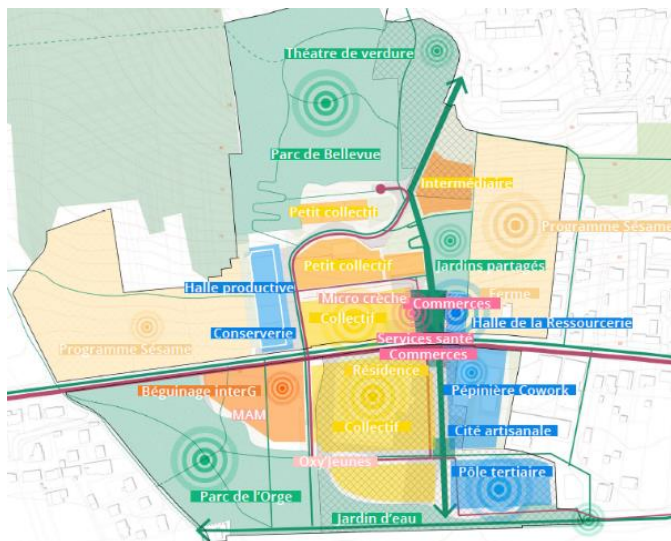 Théatre de verdure
Parc de Bellevue
Intermédiaire
Petit collectif
Programme Sésame
Petit collectif
Jardins partagés
Halle productive
Micro crèche
Ferme
Commerces
Collectif
Halle de la Ressourcerie
Conserverie
Programme Sésame
Services santé
Commerces
Résidence
Béguinage interG
Pépinière Cowork
MAM
Collectif
Cité artisanale
Oxy'Jeunes
Pôle tertiaire
Parc de l'Orge
Jardin d'eau